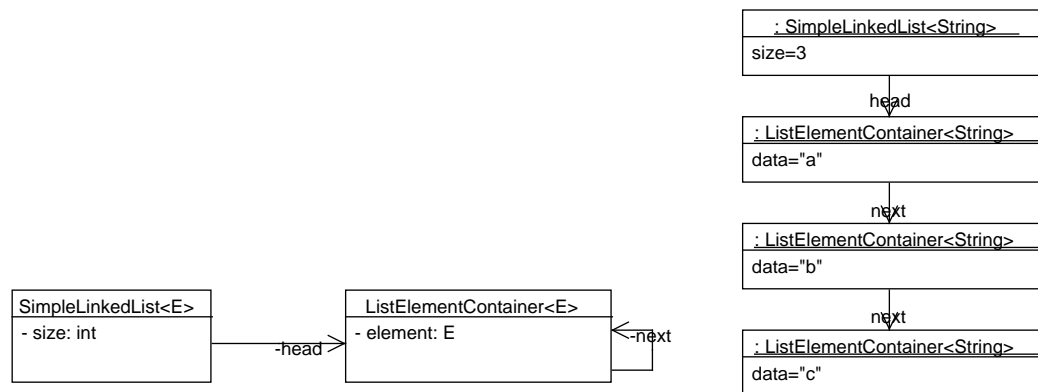 : SimpleLinkedList<String>
size=3
head
: ListElementContainer<String>
data="a"
next
: ListElementContainer<String>
data="b"
next
: ListElementContainer<String>
data="c"
SimpleLinkedList<E>
- size: int
-head
ListElementContainer<E>
- element: E
-next